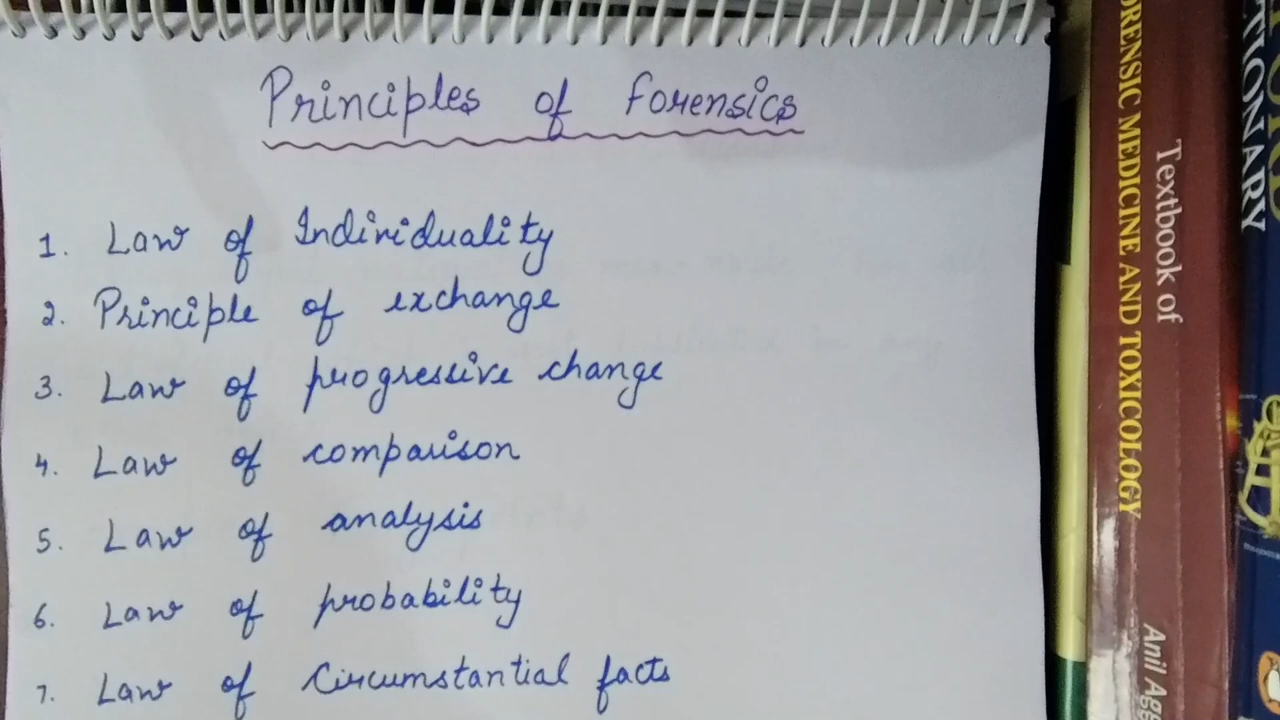 Principles of Forensics
1. Law of Individuality
2. Principle of exchange
3. Law of progressive change
4. Law of comparison
5. Law of analysis
6. Law of probability
7. Law of Circumstantial facts
Textbook of
FORENSIC MEDICINE AND TOXICOLOGY
Anil